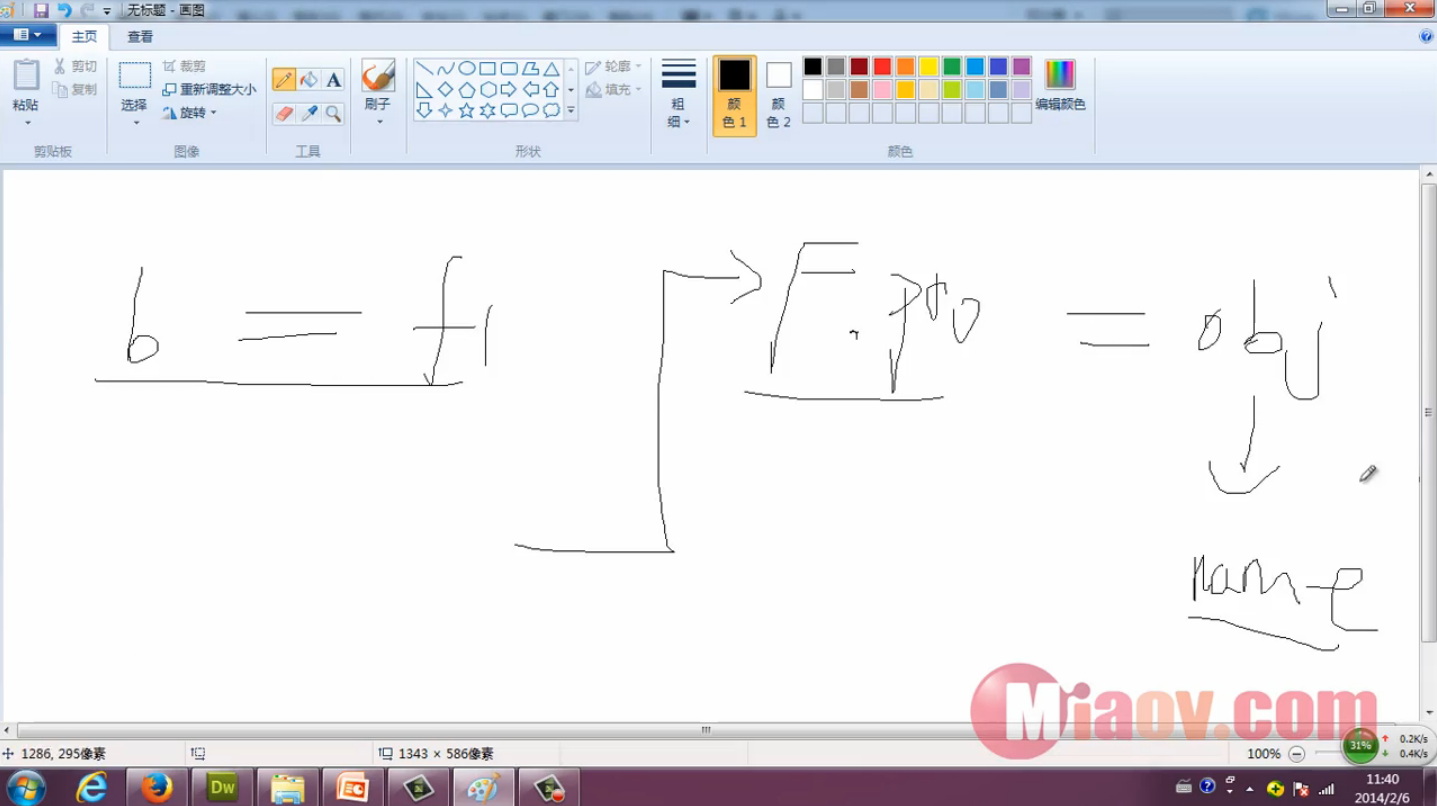 无标题 - 画图
主页 查看
剪切
复制
粘贴
剪贴板
裁剪
重新调整大小
旋转
选择
图像
A
工具
刷子
轮廓
填充
形状
粗细
颜色 1
颜色 2
编辑颜色
颜色
b = f1
F.pto = obj
name
Miaov.com
1286, 295像素 1343 × 586像素 100% 31% 0.2K/s 0.4K/s
Dw
11:40
2014/2/6